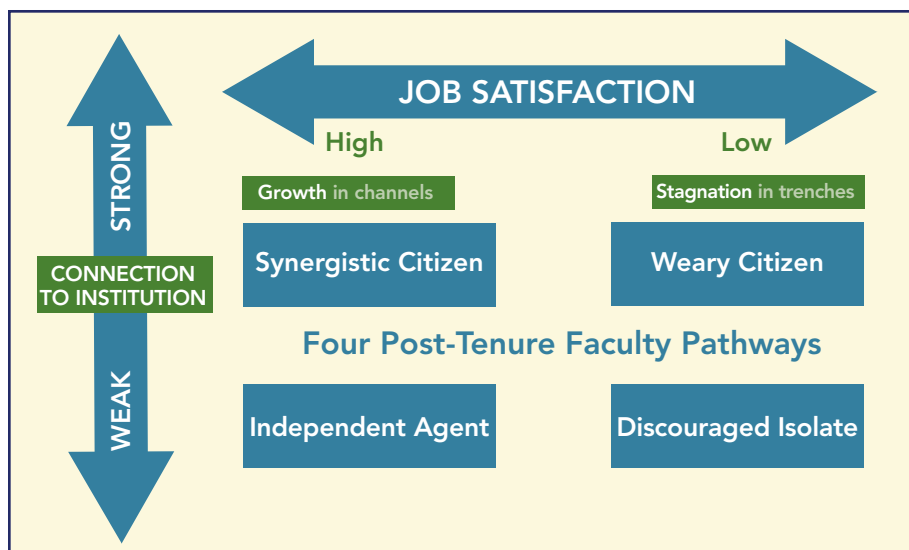 JOB SATISFACTION
High
Low
Growth in channels
Stagnation in trenches
STRONG
CONNECTION
TO INSTITUTION
WEAK
Synergistic Citizen
Weary Citizen
Four Post-Tenure Faculty Pathways
Independent Agent
Discouraged Isolate